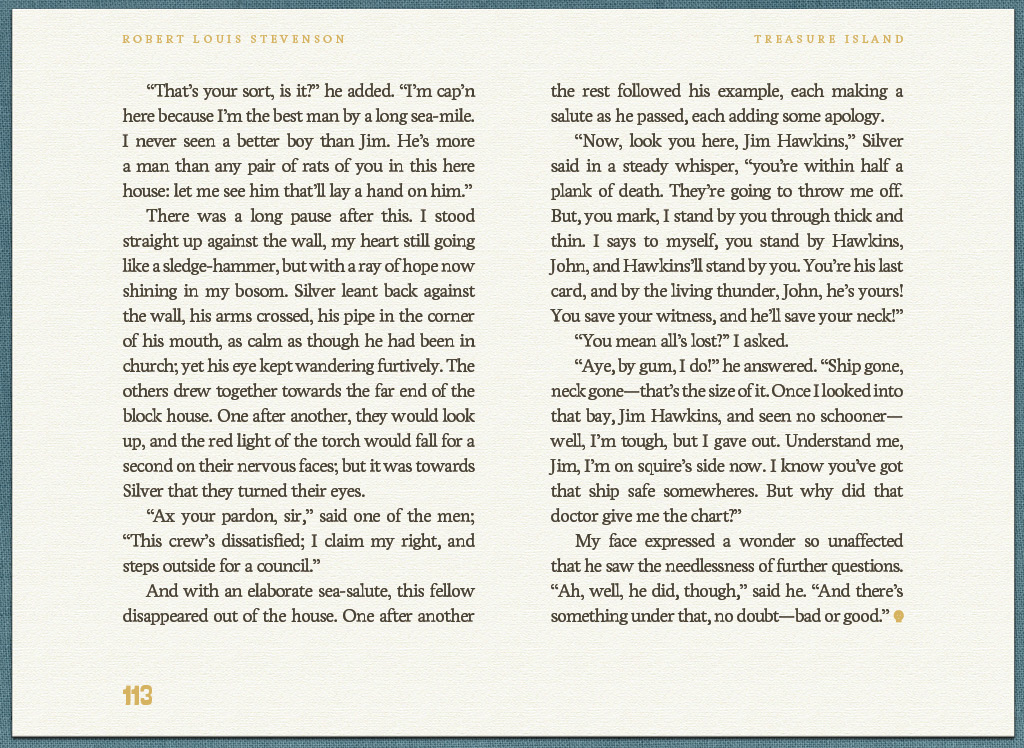 ROBERT LOUIS STEVENSON
TREASURE ISLAND
“That’s your sort, is it?” he added. “I’m cap’n
here because I’m the best man by a long sea-mile.
I never seen a better boy than Jim. He’s more
a man than any pair of rats of you in this here
house: let me see him that’ll lay a hand on him.”
There was a long pause after this. I stood
straight up against the wall, my heart still going
like a sledge-hammer, but with a ray of hope now
shining in my bosom. Silver leant back against
the wall, his arms crossed, his pipe in the corner
of his mouth, as calm as though he had been in
church; yet his eye kept wandering furtively. The
others drew together towards the far end of the
block house. One after another, they would look
up, and the red light of the torch would fall for a
second on their nervous faces; but it was towards
Silver that they turned their eyes.
“Ax your pardon, sir,” said one of the men;
“This crew’s dissatisfied; I claim my right, and
steps outside for a council.”
And with an elaborate sea-salute, this fellow
disappeared out of the house. One after another
the rest followed his example, each making a
salute as he passed, each adding some apology.
“Now, look you here, Jim Hawkins,” Silver
said in a steady whisper, “you’re within half a
plank of death. They’re going to throw me off.
But, you mark, I stand by you through thick and
thin. I says to myself, you stand by Hawkins,
John, and Hawkins’ll stand by you. You’re his last
card, and by the living thunder, John, he’s yours!
You save your witness, and he’ll save your neck!”
“You mean all’s lost?” I asked.
“Aye, by gum, I do!” he answered. “Ship gone,
neck gone—that’s the size of it. Once I looked into
that bay, Jim Hawkins, and seen no schooner—
well, I’m tough, but I gave out. Understand me,
Jim, I’m on squire’s side now. I know you’ve got
that ship safe somewheres. But why did that
doctor give me the chart?”
My face expressed a wonder so unaffected
that he saw the needlessness of further questions.
“Ah, well, he did, though,” said he. “And there’s
something under that, no doubt—bad or good.”
113